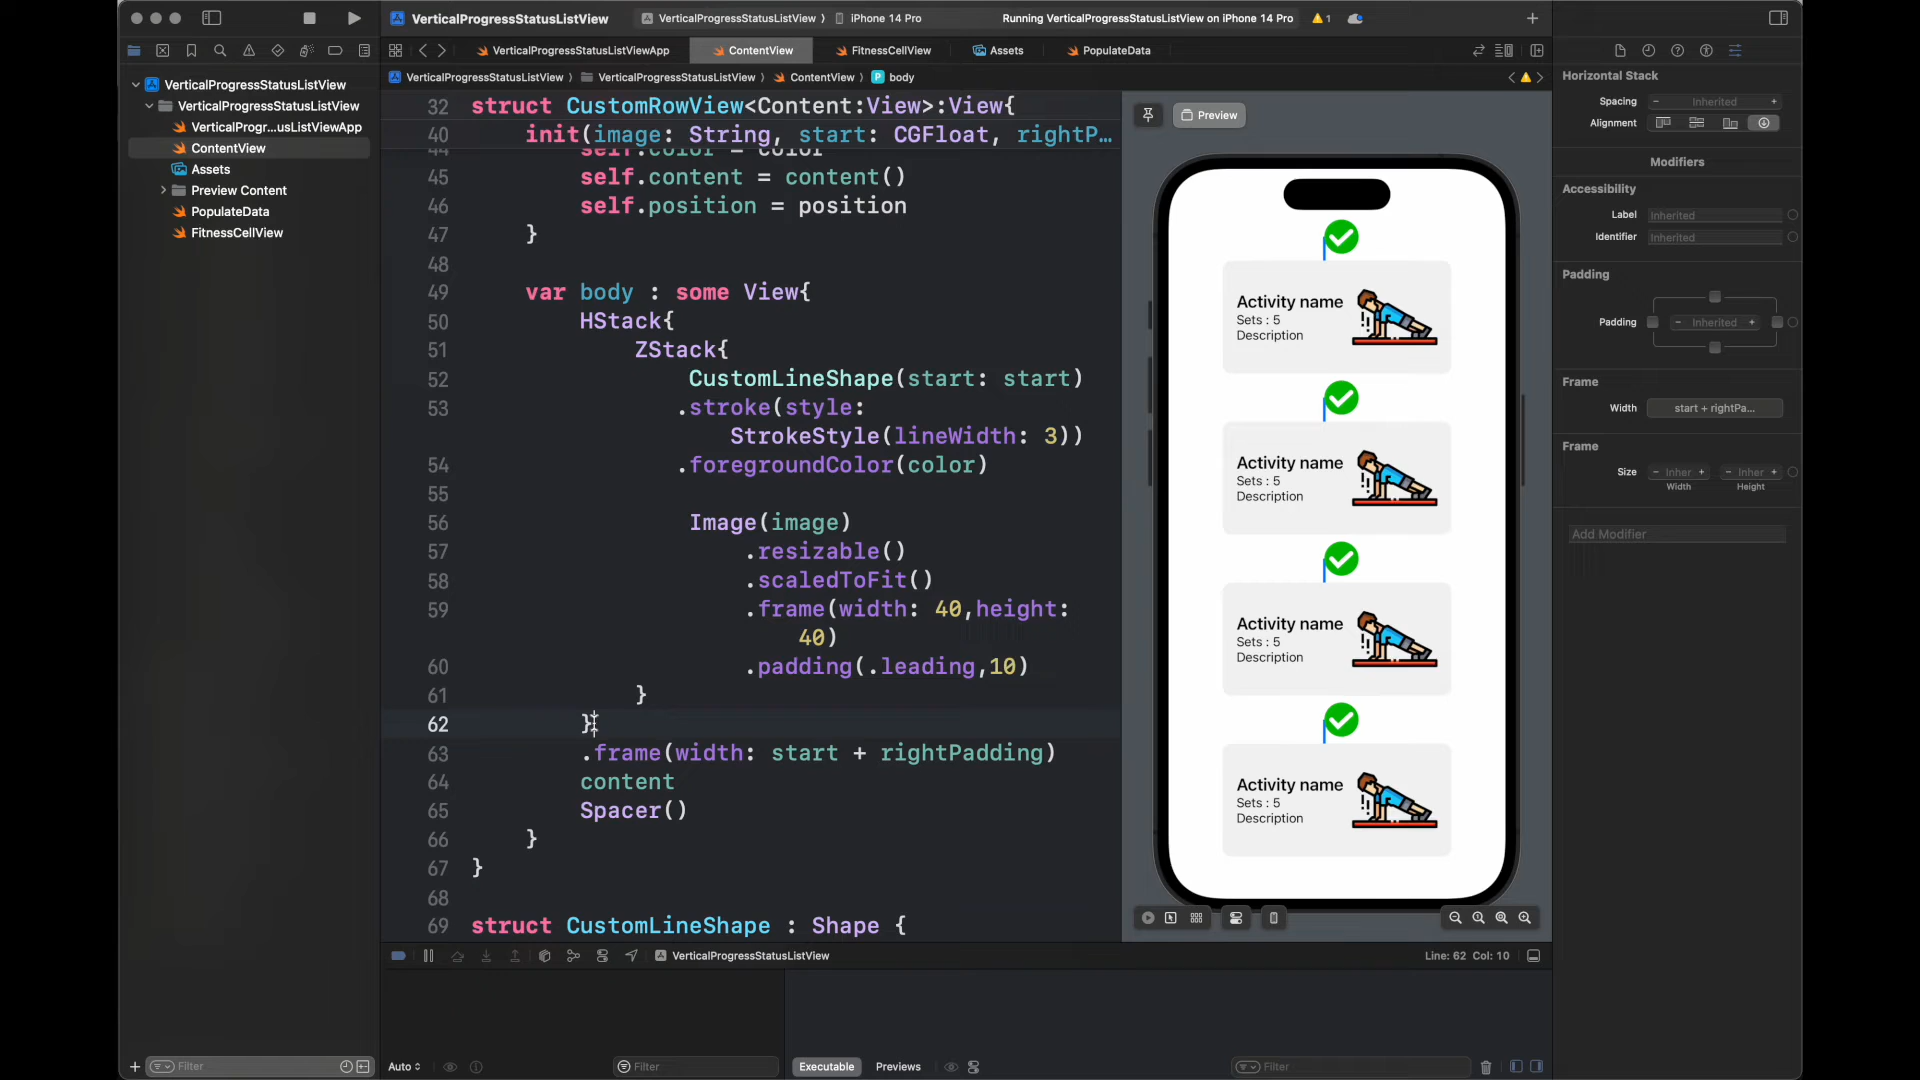 VerticalProgressStatusListView
VerticalProgressStatusListView
iPhone 14 Pro
Running VerticalProgressStatusListView on iPhone 14 Pro
1
VerticalProgressStatusListViewApp
ContentView
FitnessCellView
Assets
PopulateData
VerticalProgressStatusListView
VerticalProgressStatusListView
ContentView
P body
VerticalProgressStatusListView
VerticalProgressStatusListView
VerticalProgr...usListViewApp
ContentView
Assets
Preview Content
PopulateData
FitnessCellView
Filter
32 struct CustomRowView<Content:View>:View{
40 init(image: String, start: CGFloat, rightP...
44 self.color = color
45 self.content = content()
46 self.position = position
47 }
48
49 var body : some View{
50 HStack{
51 ZStack{
52 CustomLineShape(start: start)
53 .stroke(style:
StrokeStyle(lineWidth: 3))
54 .foregroundColor(color)
55
56 Image(image)
57 .resizable()
58 .scaledToFit()
59 .frame(width: 40,height:
40)
60 .padding(.leading,10)
61 }
62 }
63 .frame(width: start + rightPadding)
64 content
65 Spacer()
66 }
67 }
68
69 struct CustomLineShape : Shape {
VerticalProgressStatusListView
Line: 62 Col: 10
Auto
Filter
Executable
Previews
Filter
Preview
Activity name
Sets : 5
Description
Activity name
Sets : 5
Description
Activity name
Sets : 5
Description
Activity name
Sets : 5
Description
Horizontal Stack
Spacing
Inherited
Alignment
Modifiers
Accessibility
Label
Inherited
Identifier
Inherited
Padding
Padding
Inherited
Frame
Width
start + rightPa...
Frame
Size
Inher
Inher
Width
Height
Add Modifier